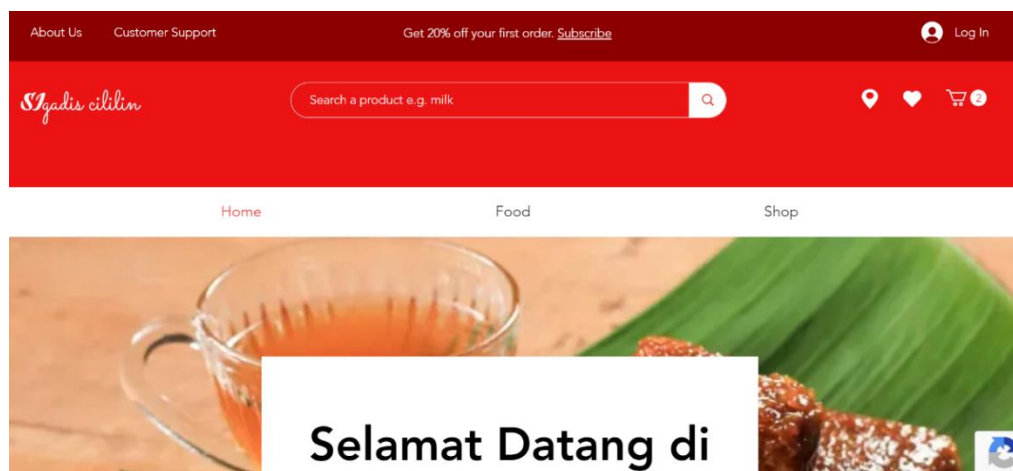 About Us Customer Support Get 20% off your first order. Subscribe Log In
SIgadis cililin Search a product e.g. milk 2
Home Food Shop
Selamat Datang di